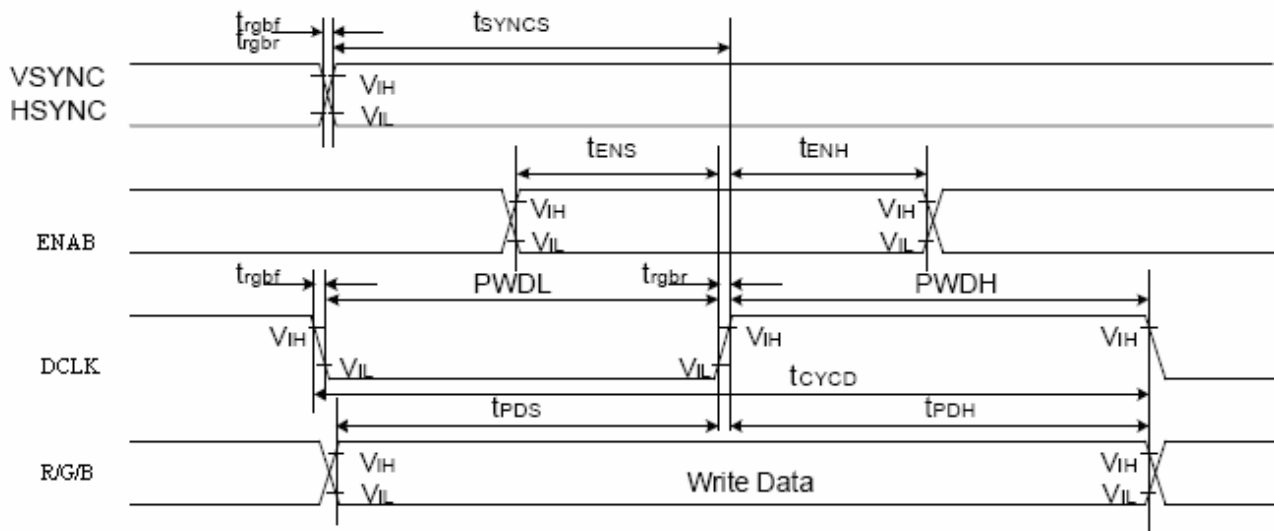 trgbf
trgbr
tSYNCS
VSYNC
HSYNC
VIH
VIL
tENS
tENH
ENAB
VIH
VIL
VIH
VIL
trgbf
PWDL
trgbr
PWDH
DCLK
VIH
VIL
VIL
VIH
VIH
tCYCD
tPDS
tPDH
R/G/B
VIH
VIL
Write Data
VIH
VIL